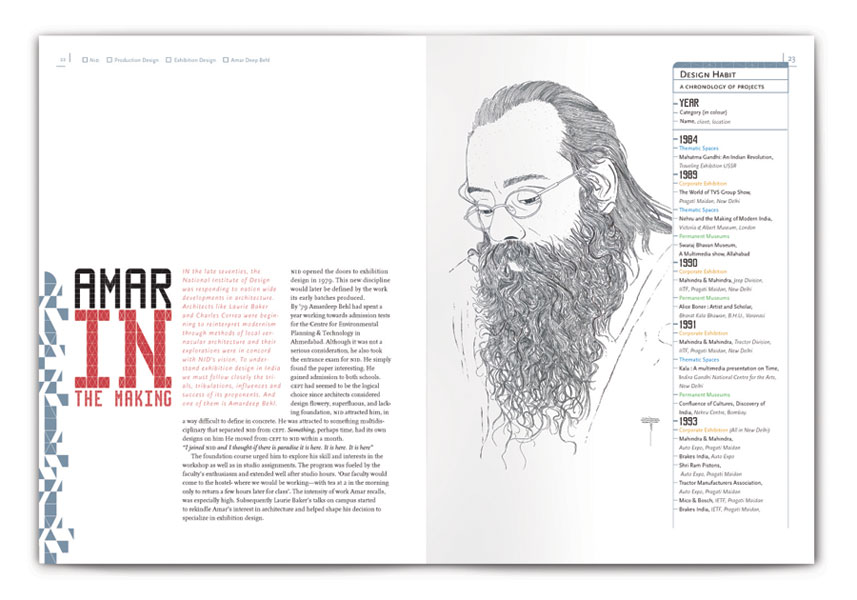 22
NID Production Design Exhibition Design Amar Deep Behl
AMAR
IN
THE MAKING
IN the late seventies, the
National Institute of Design
was responding to nation wide
developments in architecture.
Architects like Laurie Baker
and Charles Correa were begin-
ning to reinterpret modernism
through methods of local ver-
nacular architecture and their
explorations were in concord
with NID's vision. To under-
stand exhibition design in India
we must follow closely the tri-
als, tribulations, influences and
success of its proponents. And
one of them is Amardeep Behl.
NID opened the doors to exhibition
design in 1979. This new discipline
would later be defined by the work
its early batches produced.
By '79 Amardeep Behl had spent a
year working towards admission tests
for the Centre for Environmental
Planning & Technology in
Ahmedabad. Although it was not a
serious consideration, he also took
the entrance exam for NID. He simply
found the paper interesting. He
gained admission to both schools.
CEPT had seemed to be the logical
choice since architects considered
design flowery, superfluous, and lack-
ing foundation, NID attracted him, in
a way difficult to define in concrete. He was attracted to something multidis-
ciplinary that separated NID from CEPT. Something, perhaps time, had its own
designs on him He moved from CEPT to NID within a month.
"I joined NID and I thought-if there is paradise it is here. It is here. It is here"
The foundation course urged him to explore his skill and interests in the
workshop as well as in studio assignments. The program was fueled by the
faculty's enthusiasm and extended well after studio hours. 'Our faculty would
come to the hostel- where we would be working—with tea at 2 in the morning
only to return a few hours later for class'. The intensity of work Amar recalls,
was especially high. Subsequently Laurie Baker's talks on campus started
to rekindle Amar's interest in architecture and helped shape his decision to
specialize in exhibition design.
23
DESIGN HABIT
A CHRONOLOGY OF PROJECTS
YEAR
Category (in colour)
Name, client, location
1984
Thematic Spaces
Mahatma Gandhi: An Indian Revolution,
Traveling Exhibition USSR
1989
Corporate Exhibition
The World of TVS Group Show,
Pragati Maidan, New Delhi
Thematic Spaces
Nehru and the Making of Modern India,
Victoria & Albert Museum, London
Permanent Museums
Swaraj Bhavan Museum,
A Multimedia show, Allahabad
1990
Corporate Exhibition
Mahindra & Mahindra, Jeep Division,
IITF, Pragati Maidan, New Delhi
Permanent Museums
Alice Boner : Artist and Scholar,
Bharat Kala Bhawan, B.H.U., Varanasi
1991
Corporate Exhibition
Mahindra & Mahindra, Tractor Division,
IITF, Pragati Maidan, New Delhi
Thematic Spaces
Kala : A multimedia presentation on Time,
Indira Gandhi National Centre for the Arts,
New Delhi
Permanent Museums
Confluence of Cultures, Discovery of
India, Nehru Centre, Bombay.
1993
Corporate Exhibition (All in New Delhi)
Mahindra & Mahindra,
Auto Expo, Pragati Maidan
Brakes India, Auto Expo
Shri Ram Pistons,
Auto Expo, Pragati Maidan
Tractor Manufacturers Association,
Auto Expo, Pragati Maidan
Mico & Bosch, IETF, Pragati Maidan,
Brakes India, IETF, Pragati Maidan,